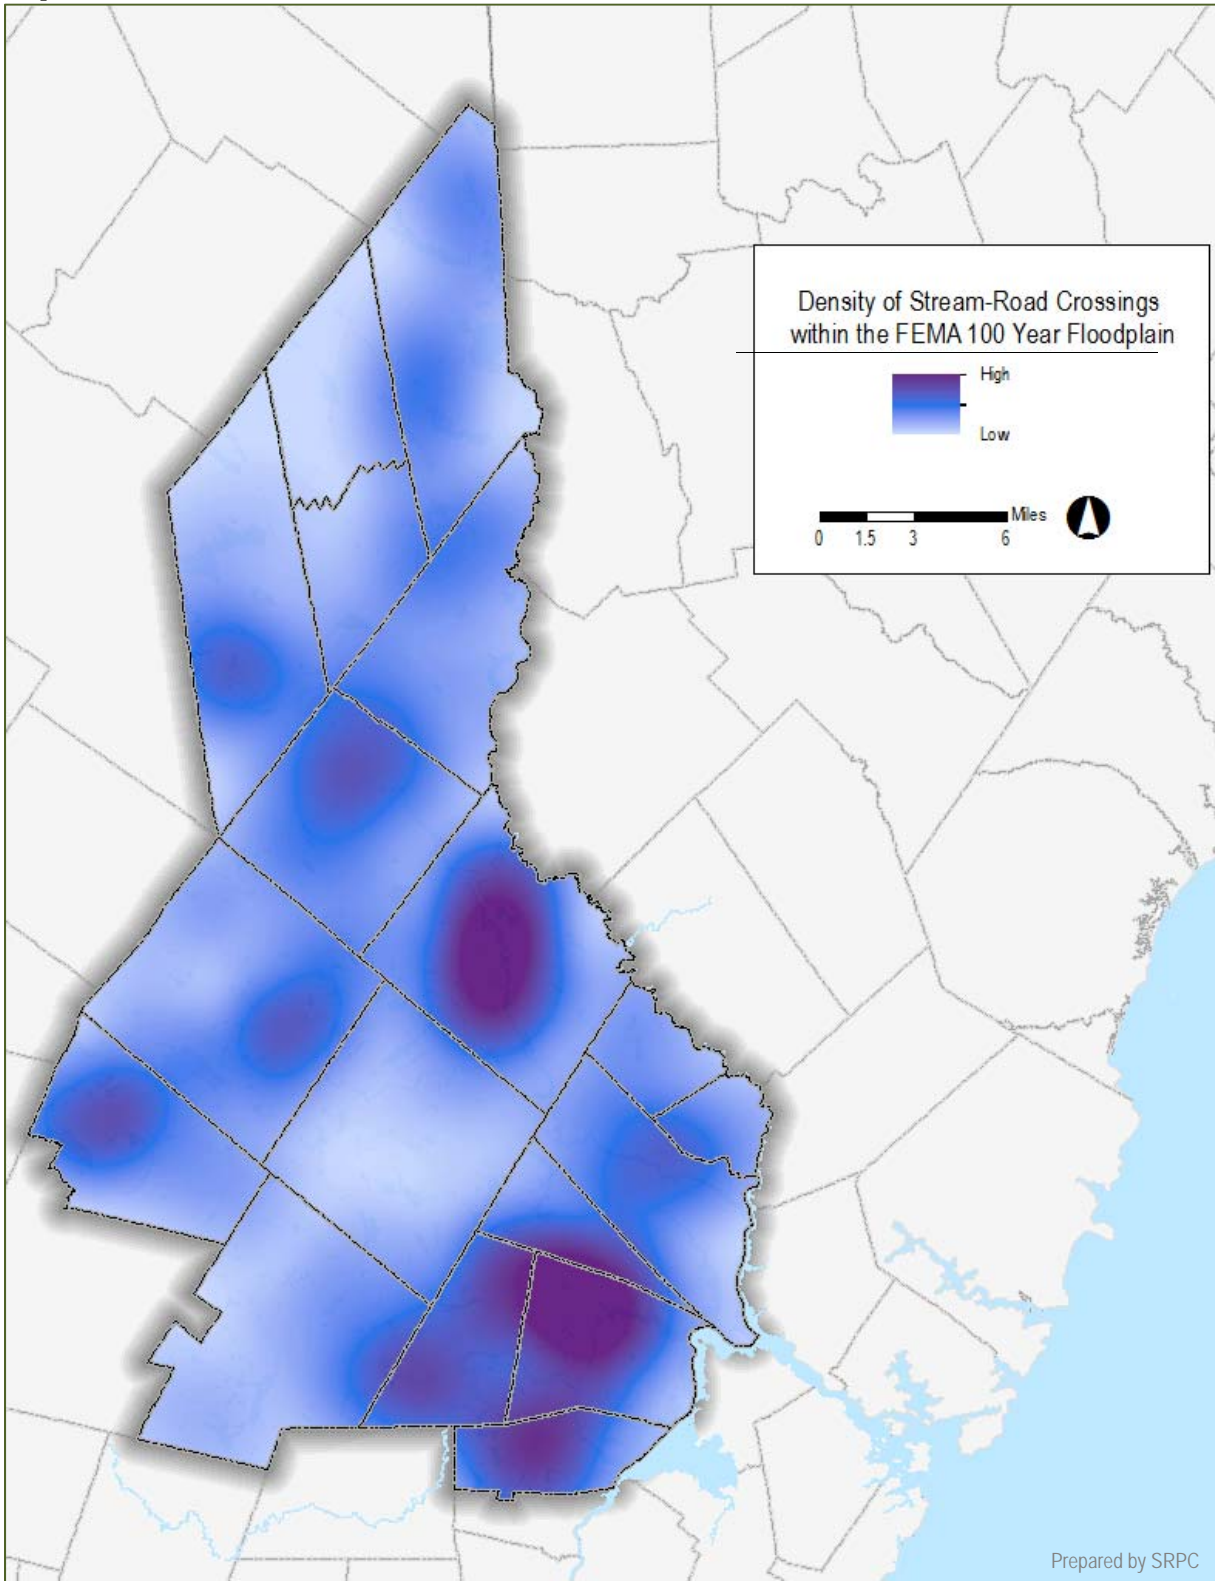 Density of Stream-Road Crossings
within the FEMA 100 Year Floodplain
High
Low
Miles
0 1.5 3 6
Prepared by SRPC